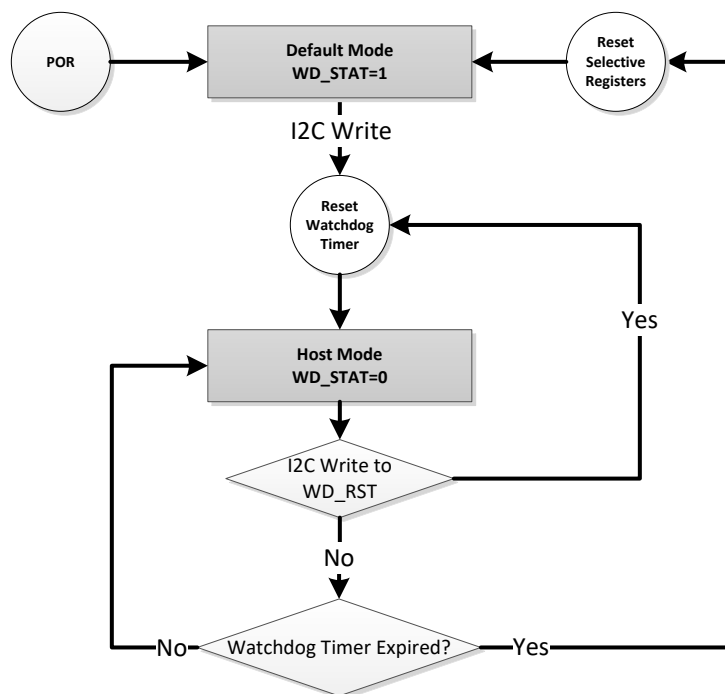 POR
Default Mode
WD_STAT=1
Reset
Selective
Registers
I2C Write
Reset
Watchdog
Timer
Yes
Host Mode
WD_STAT=0
I2C Write to
WD_RST
No
No
Watchdog Timer Expired?
Yes